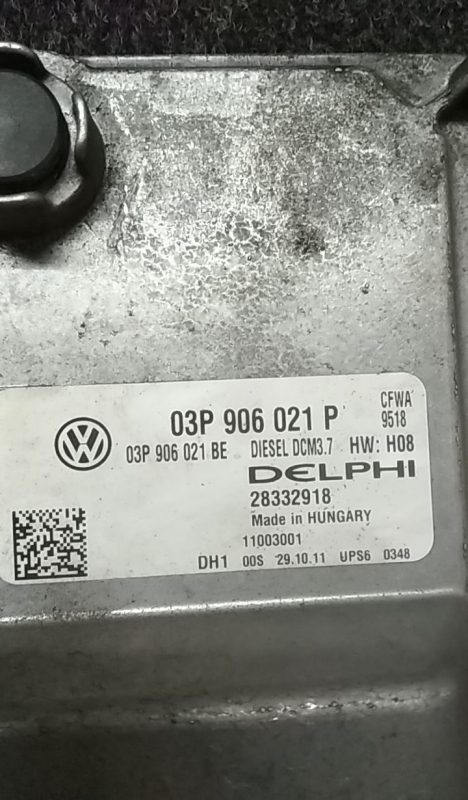 03P 906 021 P CFWA
9518
03P 906 021 BE DIESEL DCM3.7 HW: H08
DELPHI
28332918
Made in HUNGARY
11003001
DH1 00S 29.10.11 UPS6 0348